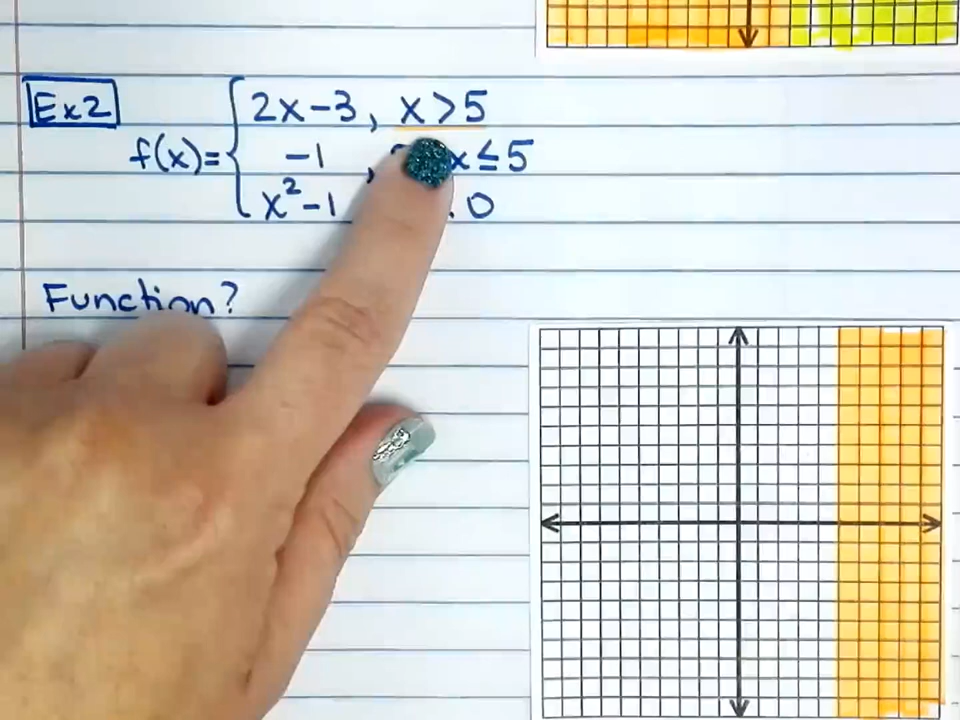 Ex2
2x-3, x>5
f(x)= -1, x≤5
x²-1 0
Function?